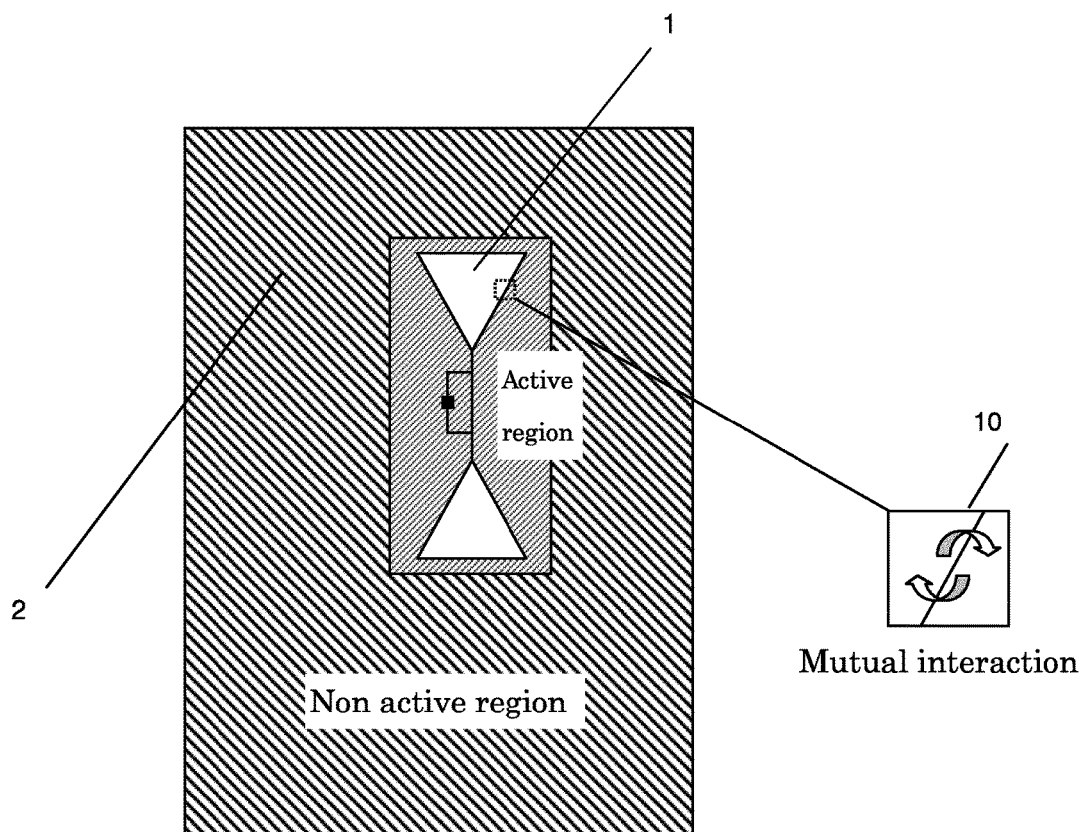 1
Active
region
10
2
Mutual interaction
Non active region